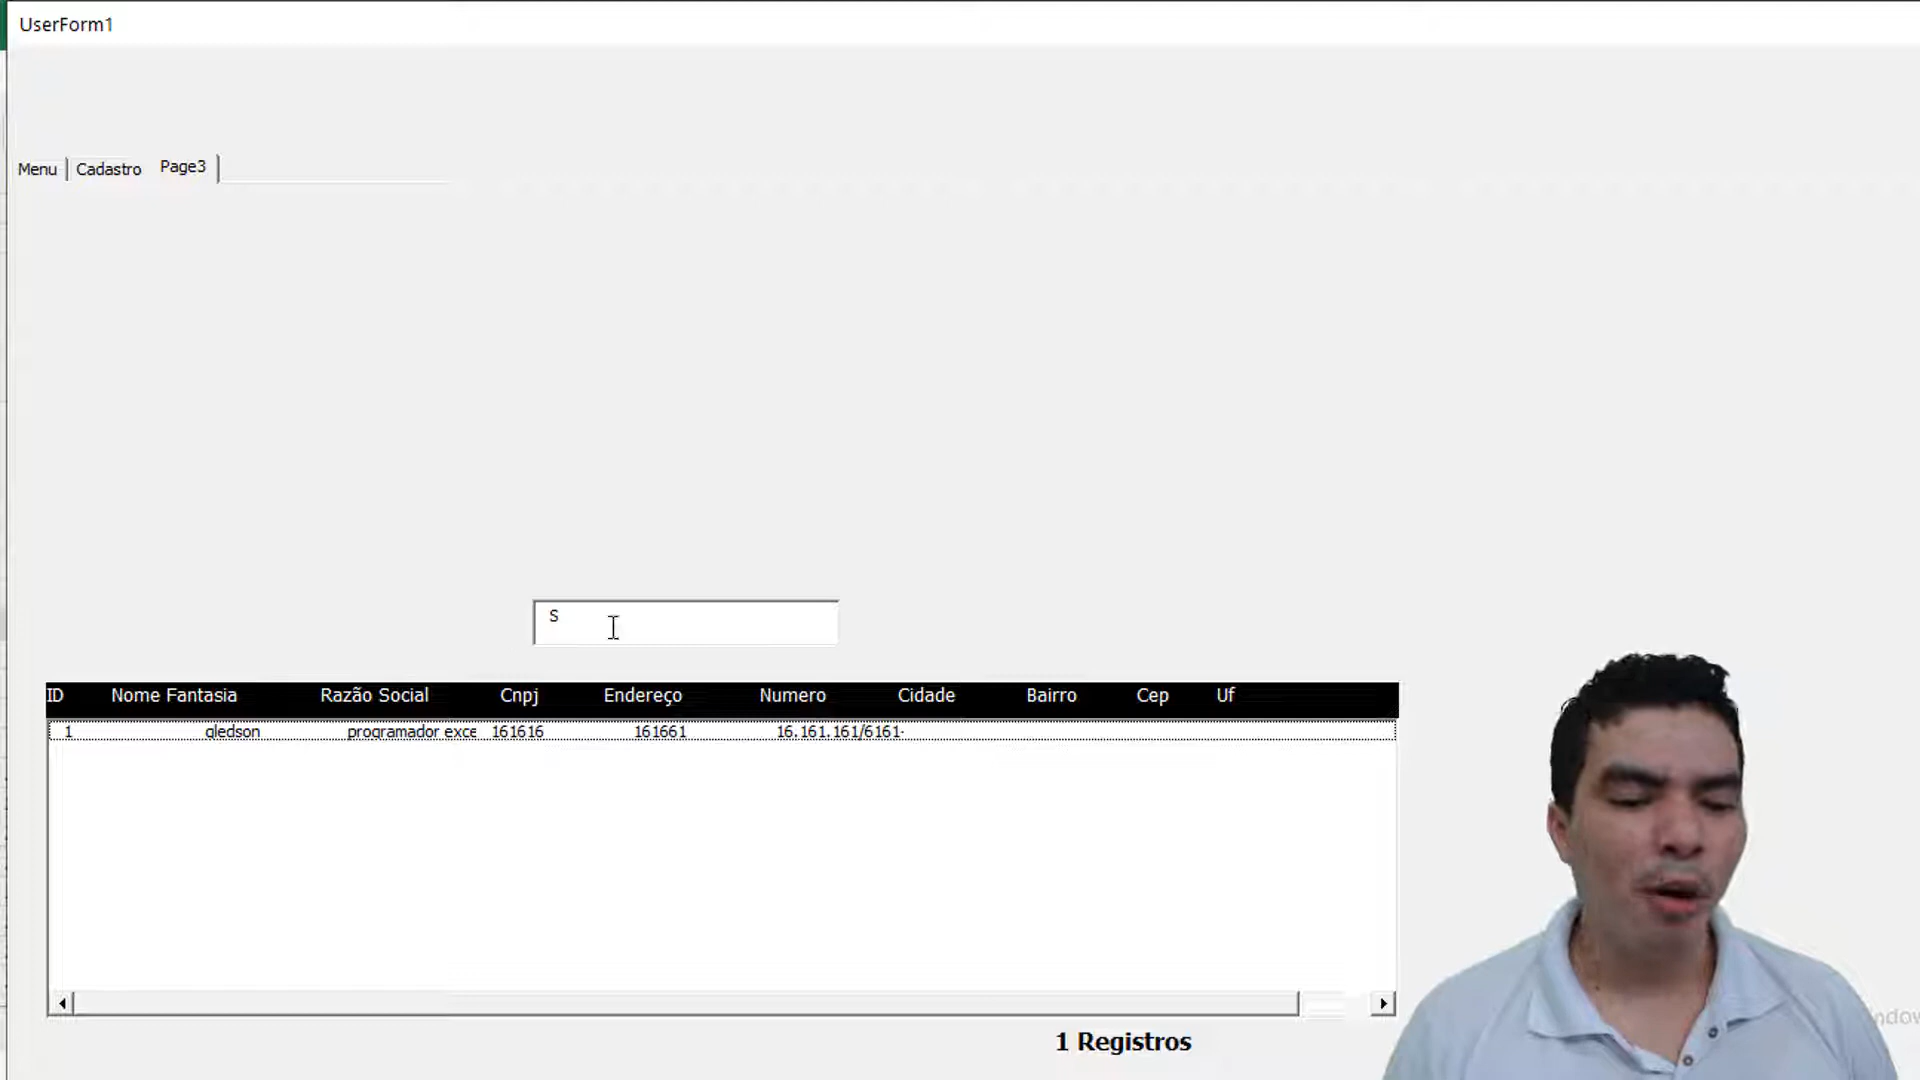 UserForm1
Menu Cadastro Page3
S
ID Nome Fantasia Razão Social Cnpj Endereço Numero Cidade Bairro Cep Uf
1 gledson programador exce 161616 161661 16.161.161/6161-
1 Registros